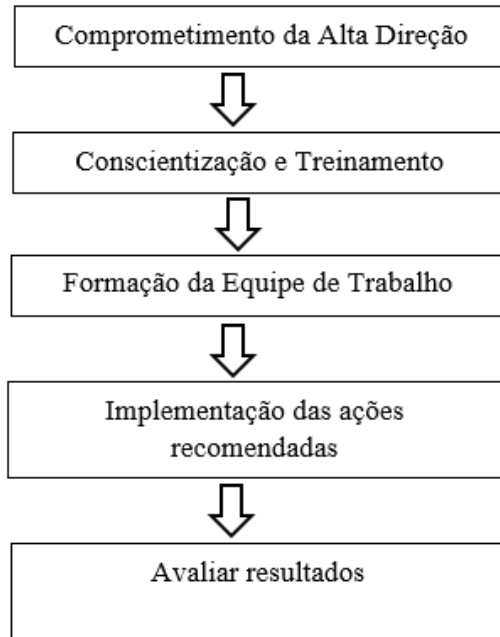 Comprometimento da Alta Direção
Conscientização e Treinamento
Formação da Equipe de Trabalho
Implementação das ações
recomendadas
Avaliar resultados